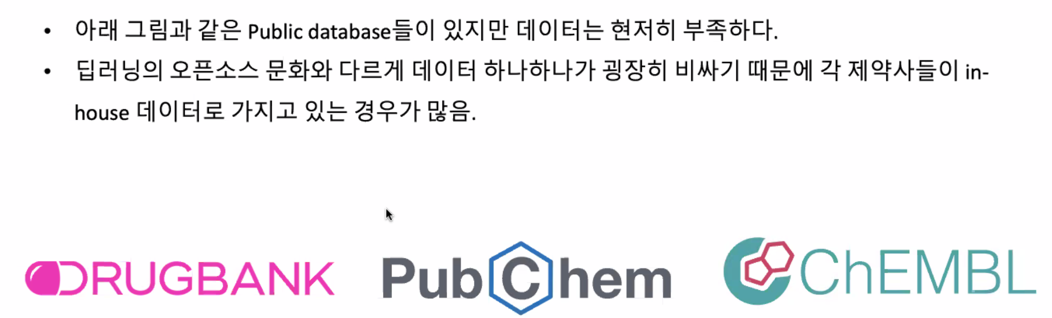 • 아래 그림과 같은 Public database들이 있지만 데이터는 현저히 부족하다.
• 딥러닝의 오픈소스 문화와 다르게 데이터 하나하나가 굉장히 비싸기 때문에 각 제약사들이 in-
house 데이터로 가지고 있는 경우가 많음.
DRUGBANK PubChem ChEMBL